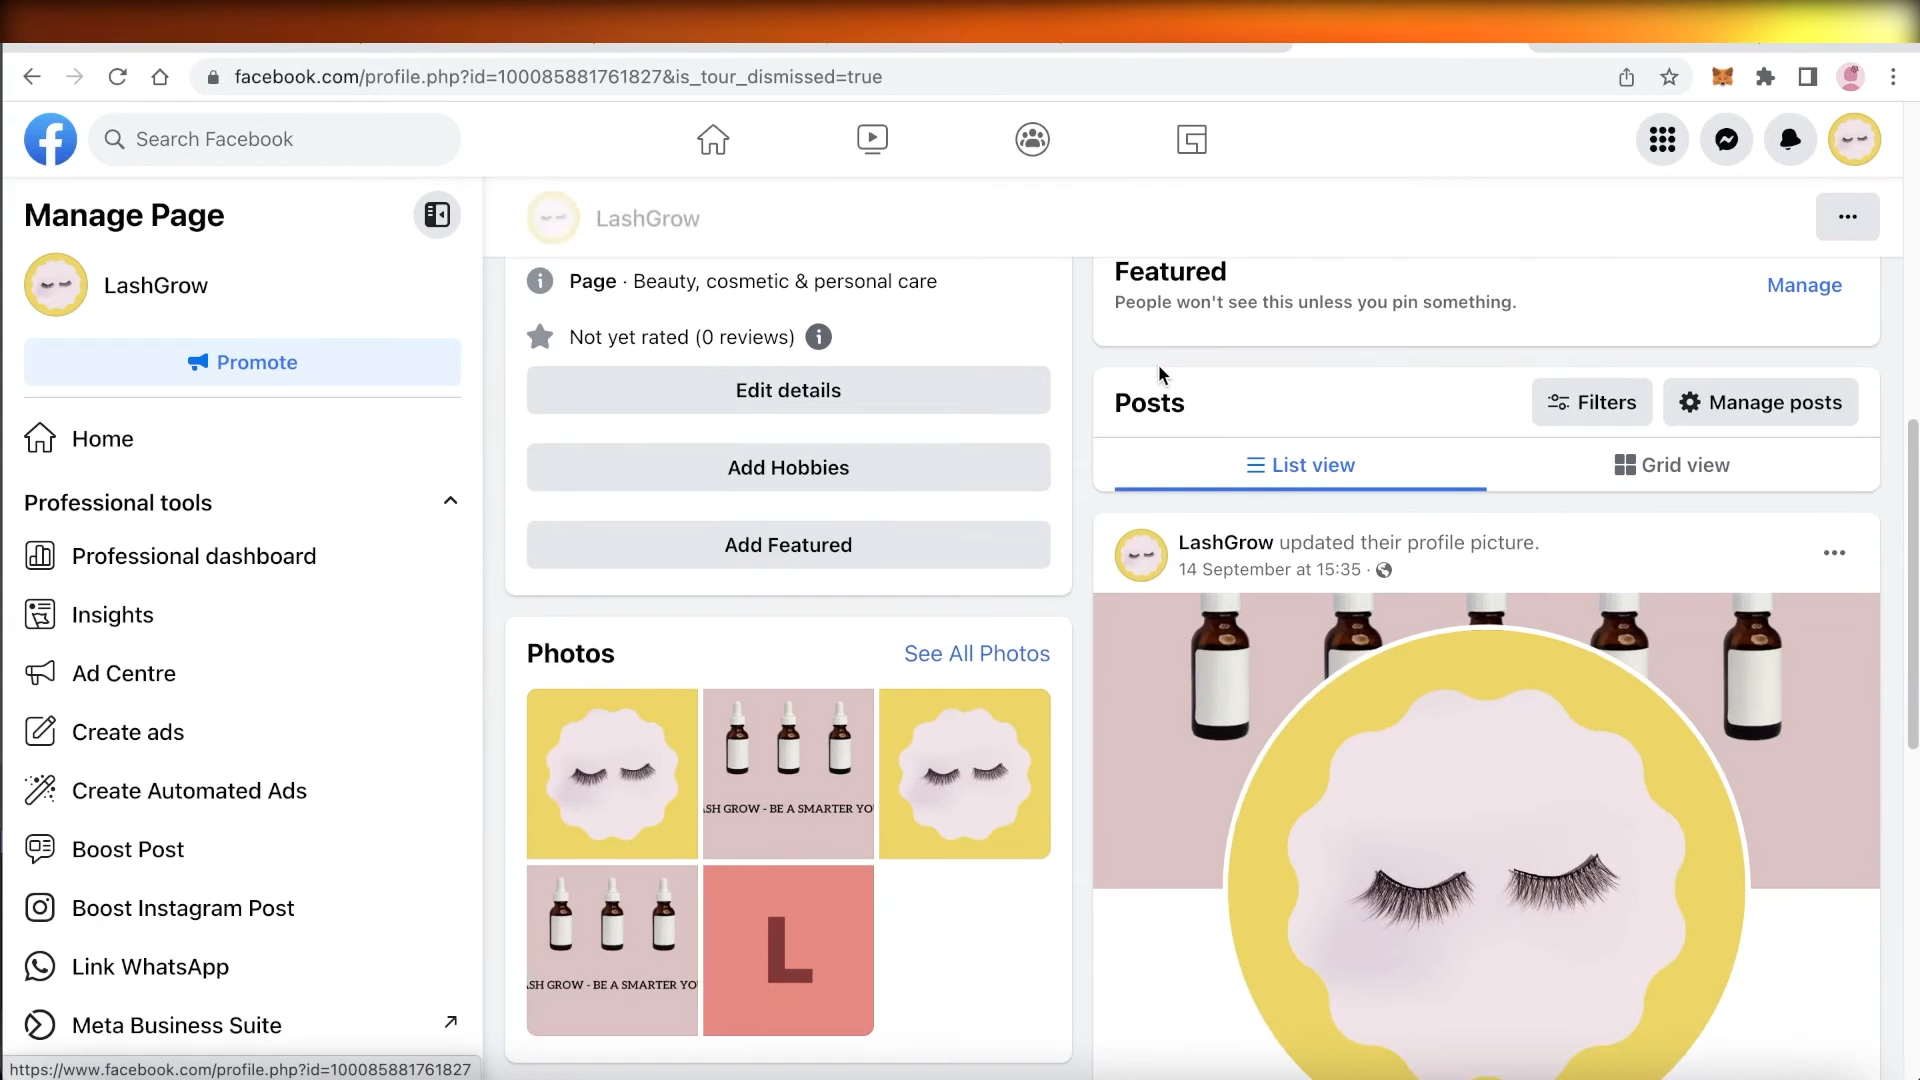 facebook.com/profile.php?id=100085881761827&is_tour_dismissed=true
Search Facebook
Manage Page
LashGrow
Promote
Home
Professional tools
Professional dashboard
Insights
Ad Centre
Create ads
Create Automated Ads
Boost Post
Boost Instagram Post
Link WhatsApp
Meta Business Suite
https://www.facebook.com/profile.php?id=100085881761827
LashGrow
Page · Beauty, cosmetic & personal care
Not yet rated (0 reviews)
Edit details
Add Hobbies
Add Featured
Photos
See All Photos
ASH GROW - BE A SMARTER YO
ASH GROW - BE A SMARTER YO
L
Featured
Manage
People won't see this unless you pin something.
Posts
Filters
Manage posts
List view
Grid view
LashGrow updated their profile picture.
14 September at 15:35 ·